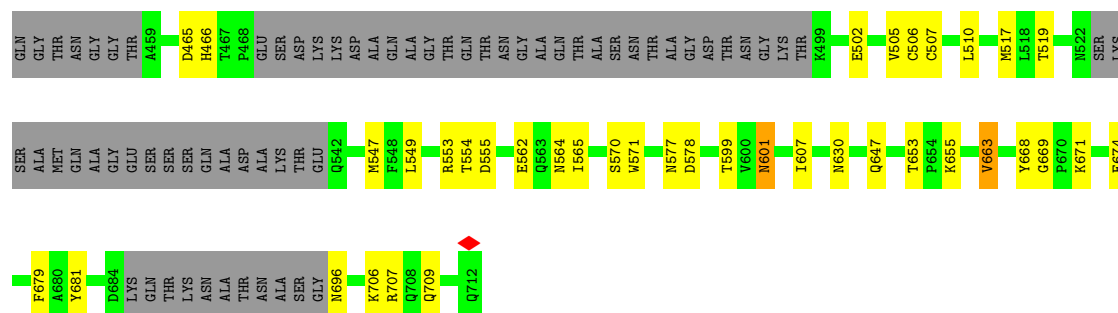 GLN GLY THR ASN GLY GLY THR A459 D465 H466 T467 P468 GLU SER ASP LYS LYS ASP ALA GLN ALA GLY THR GLN THR ASN GLY ALA GLN THR ALA SER ASN THR ALA GLY ASP THR ASN GLY LYS THR K499 E502 V505 C506 C507 L510 M517 L518 T519 N522 SER LYS
SER ALA MET GLN ALA GLY GLU SER SER SER GLN ALA ASP ALA LYS THR GLU Q542 M547 F548 L549 R553 T554 D555 E562 Q563 N564 I565 S570 W571 N577 D578 T599 V600 N601 I607 N630 Q647 T653 P654 K655 V663 Y668 G669 P670 K671
F679 A680 Y681 D684 LYS GLN THR LYS ASN ALA THR ASN ALA SER GLY N696 K706 R707 Q708 Q709 Q712